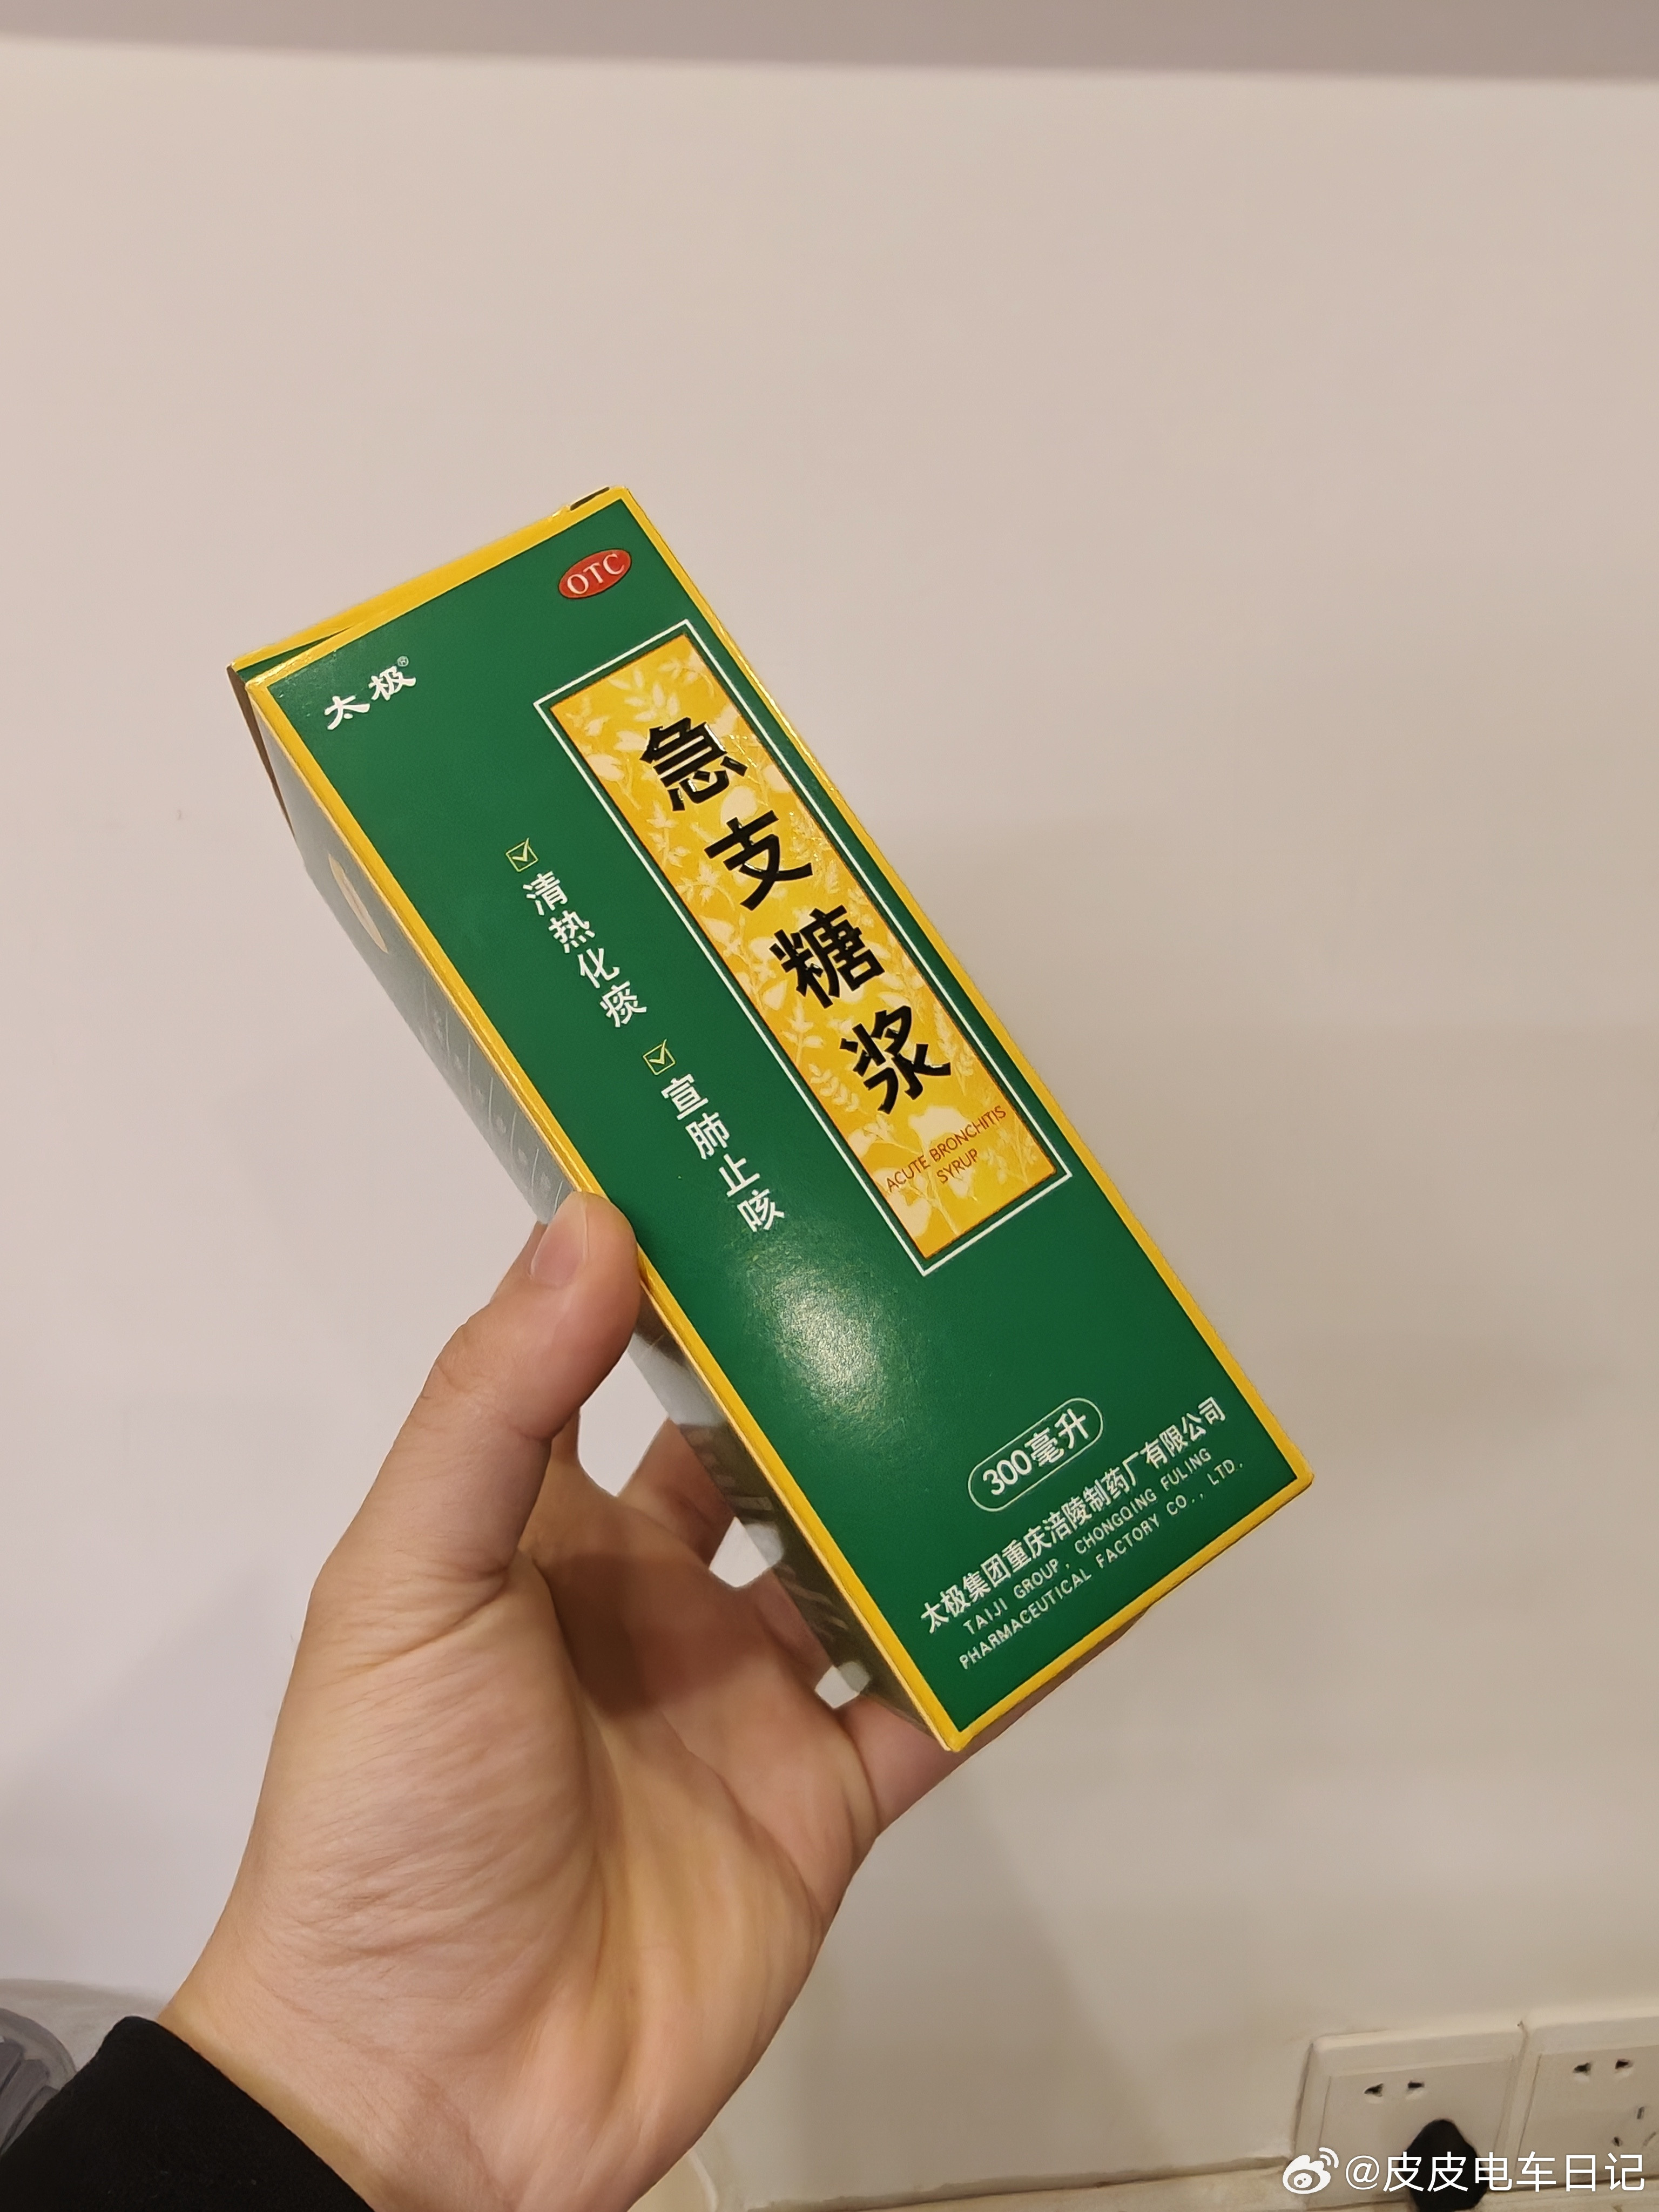 OTC
太极®
急支糖浆
ACUTE BRONCHITIS
SYRUP
清热化痰
宣肺止咳
300毫升
太极集团重庆涪陵制药厂有限公司
TAIJI GROUP, CHONGQING FULING
PHARMACEUTICAL FACTORY CO., LTD.
@皮皮电车日记